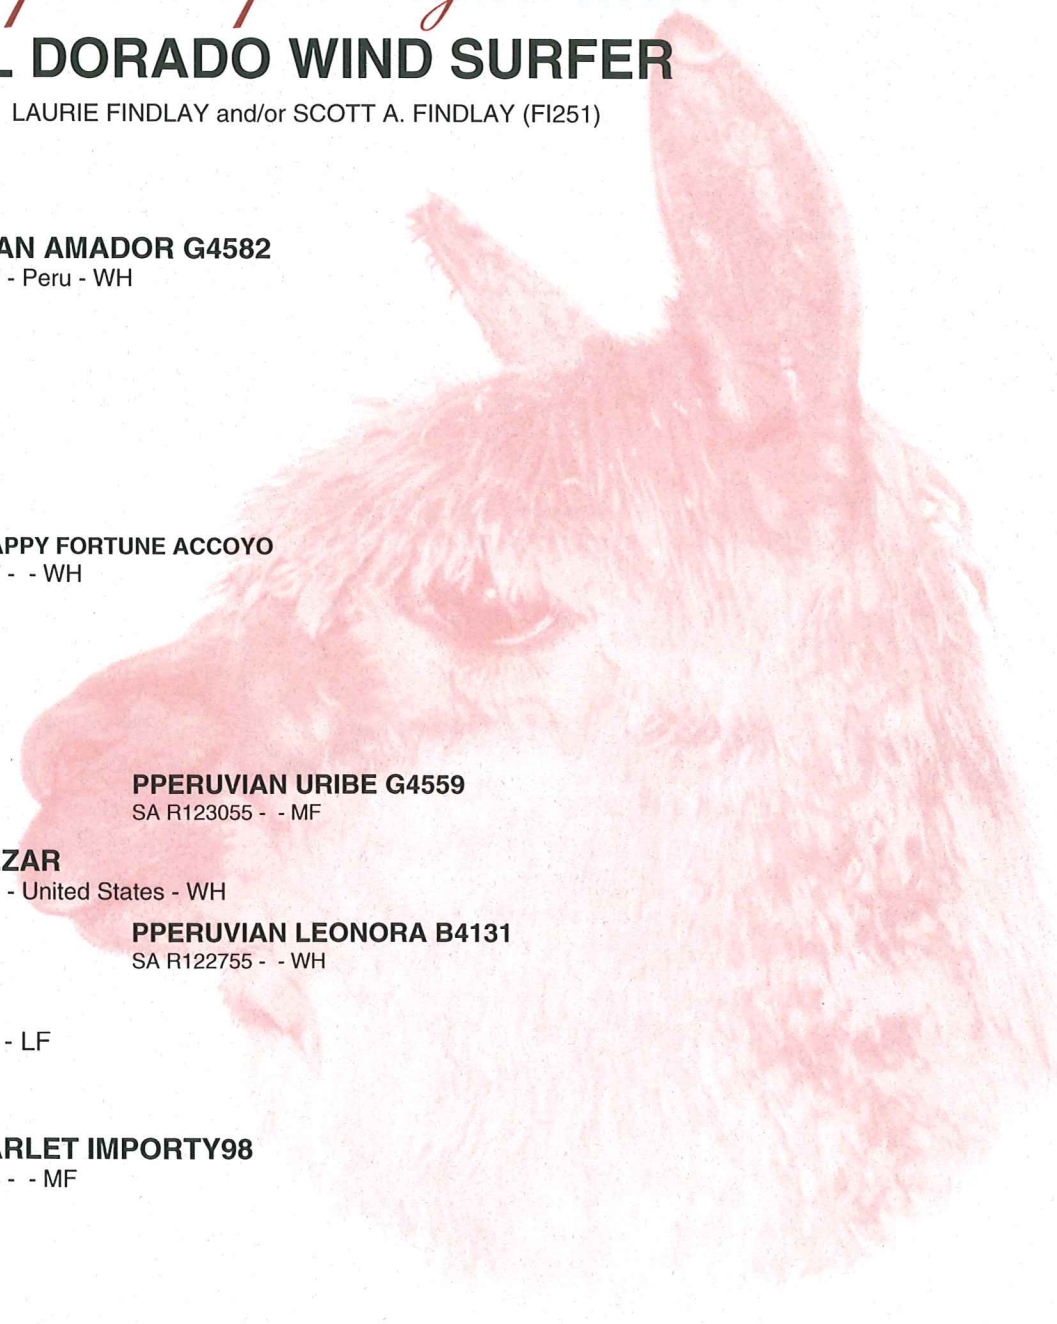 L DORADO WIND SURFER
LAURIE FINDLAY and/or SCOTT A. FINDLAY (FI251)
AN AMADOR G4582
- Peru - WH
APPY FORTUNE ACCOYO
- - WH
PPERUVIAN URIBE G4559
SA R123055 - - MF
ZAR
- United States - WH
PPERUVIAN LEONORA B4131
SA R122755 - - WH
- LF
ARLET IMPORTY98
- - MF